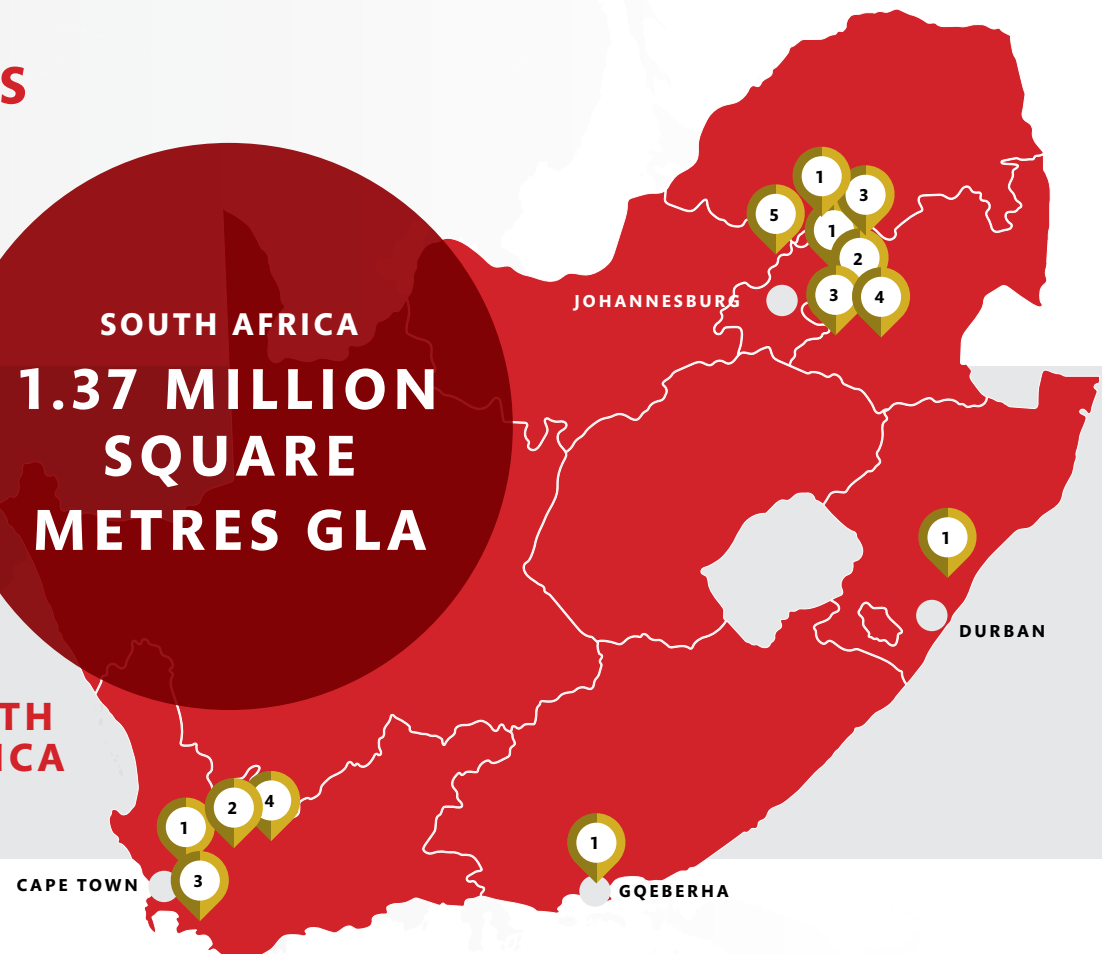 S
1
3
5
1
2
JOHANNESBURG
3
4
SOUTH AFRICA
1.37 MILLION
SQUARE
METRES GLA
1
DURBAN
TH
ICA
4
2
1
1
3
CAPE TOWN
GQEBERHA